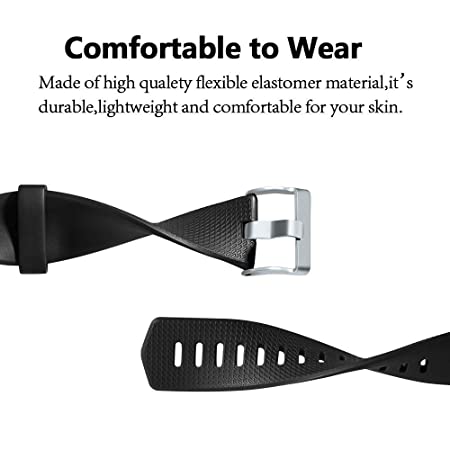 Comfortable to Wear
Made of high qualety flexible elastomer material,it's
durable,lightweight and comfortable for your skin.